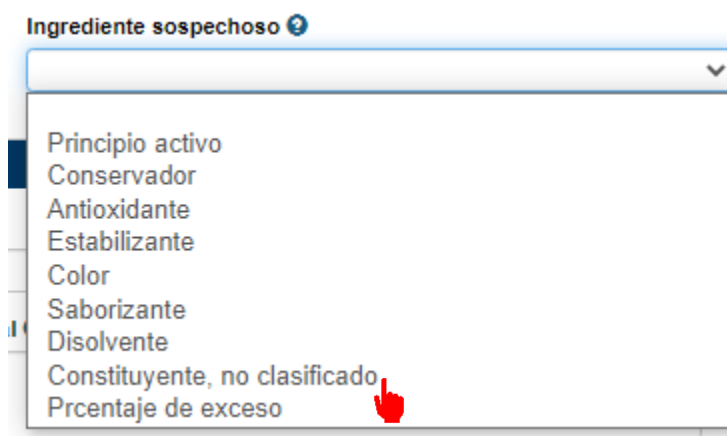 Ingrediente sospechoso
Principio activo
Conservador
Antioxidante
Estabilizante
Color
Saborizante
Disolvente
Constituyente, no clasificado
Prcentaje de exceso